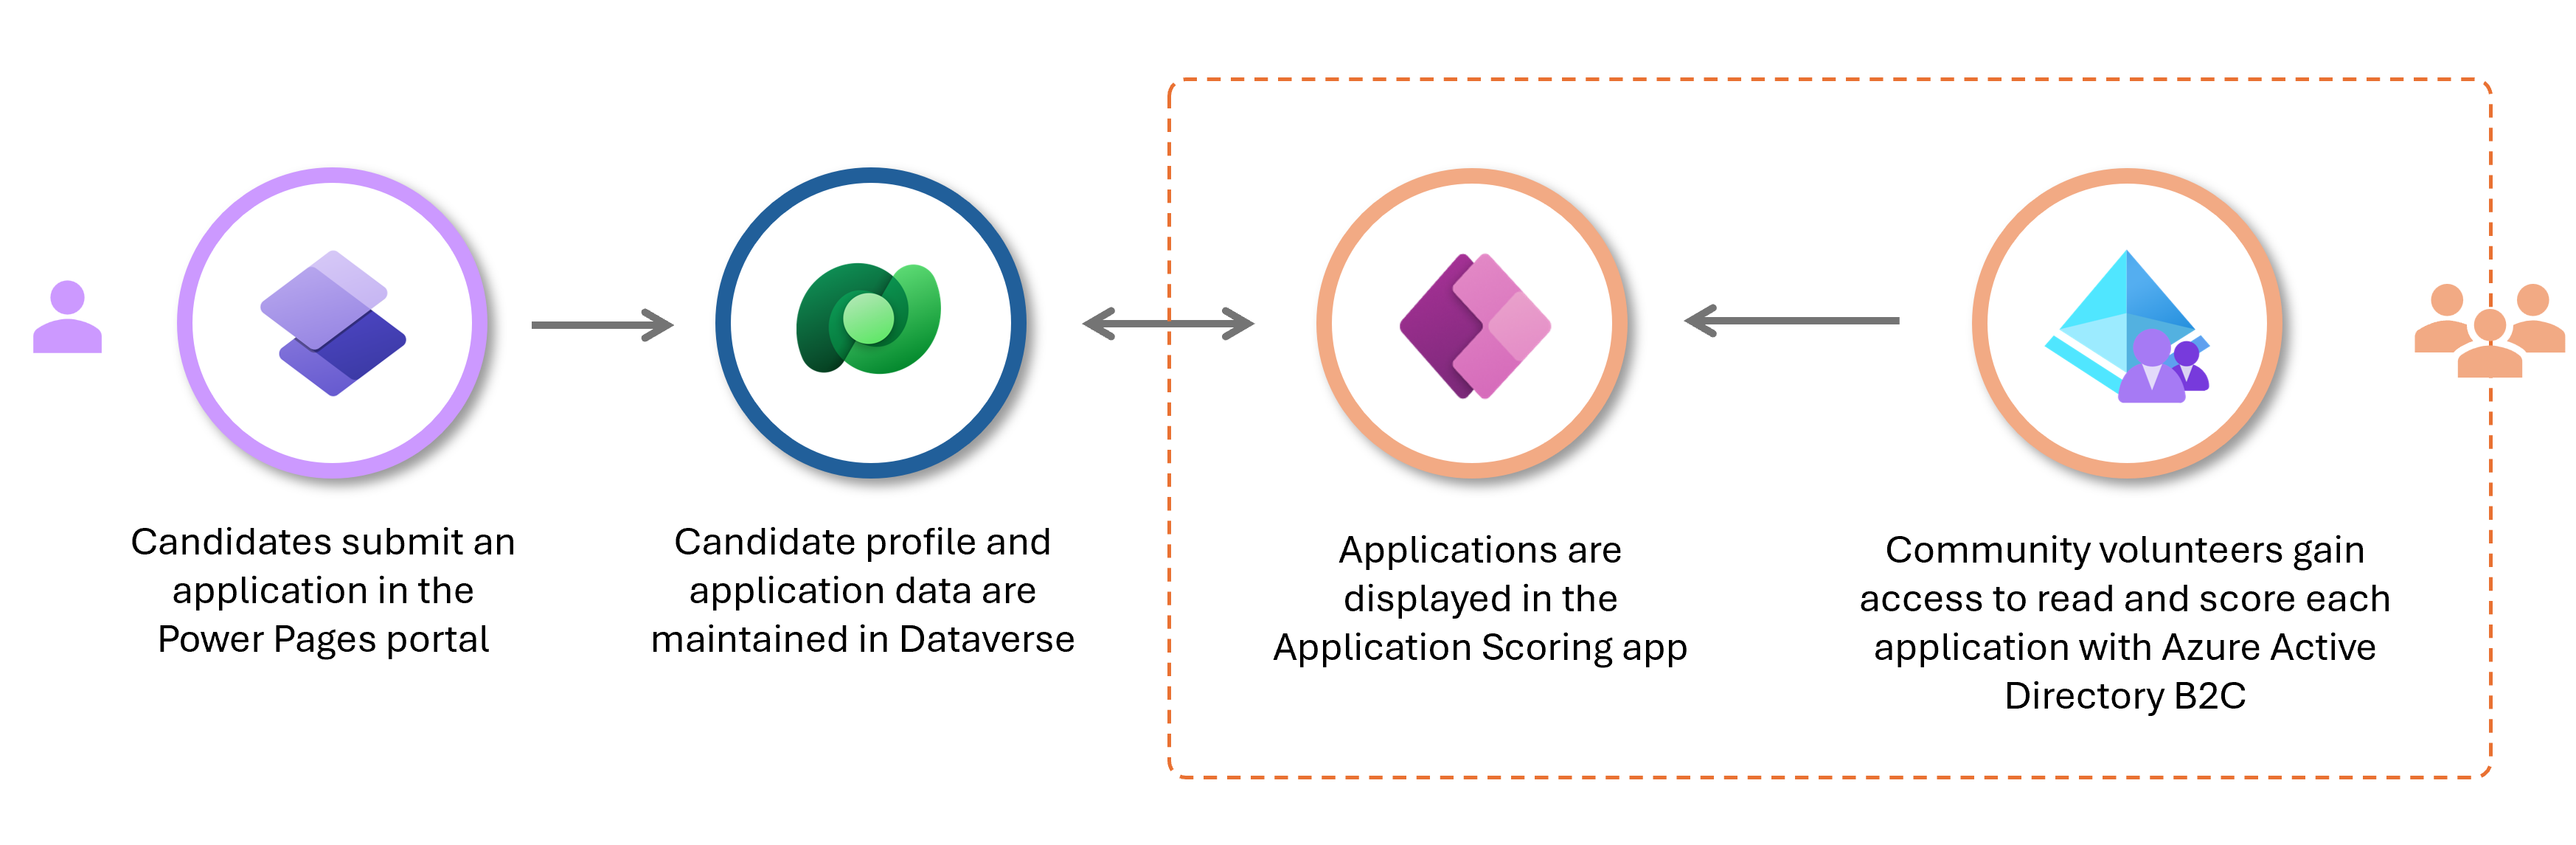 Candidates submit an
application in the
Power Pages portal
Candidate profile and
application data are
maintained in Dataverse
Applications are
displayed in the
Application Scoring app
Community volunteers gain
access to read and score each
application with Azure Active
Directory B2C